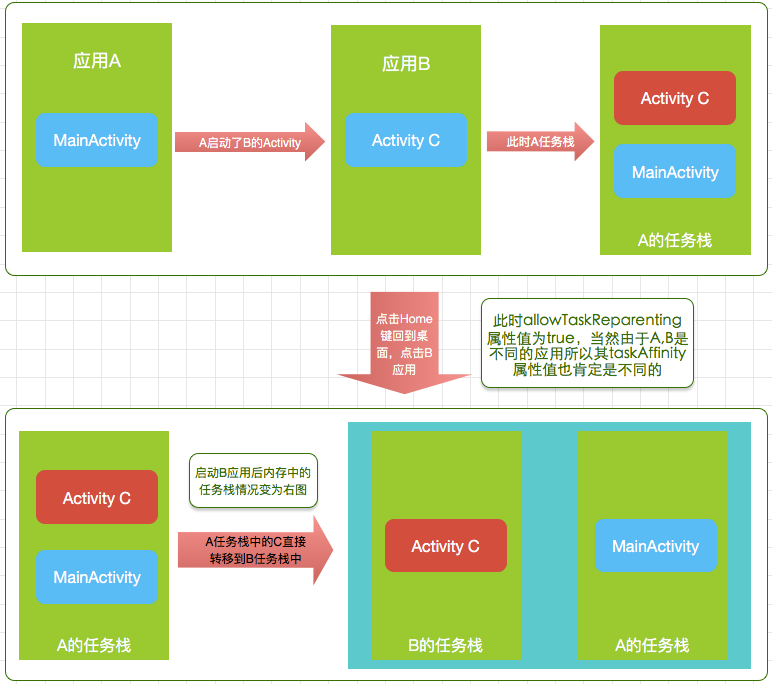 应用A
MainActivity
A启动了B的Activity
应用B
Activity C
此时A任务栈
Activity C
MainActivity
A的任务栈
点击Home
键回到桌
面，点击B
应用
此时allowTaskReparenting
属性值为true，当然由于A,B是
不同的应用所以其taskAffinity
属性值也肯定是不同的
Activity C
MainActivity
A的任务栈
启动B应用后内存中的
任务栈情况变为右图
A任务栈中的C直接
转移到B任务栈中
Activity C
B的任务栈
MainActivity
A的任务栈